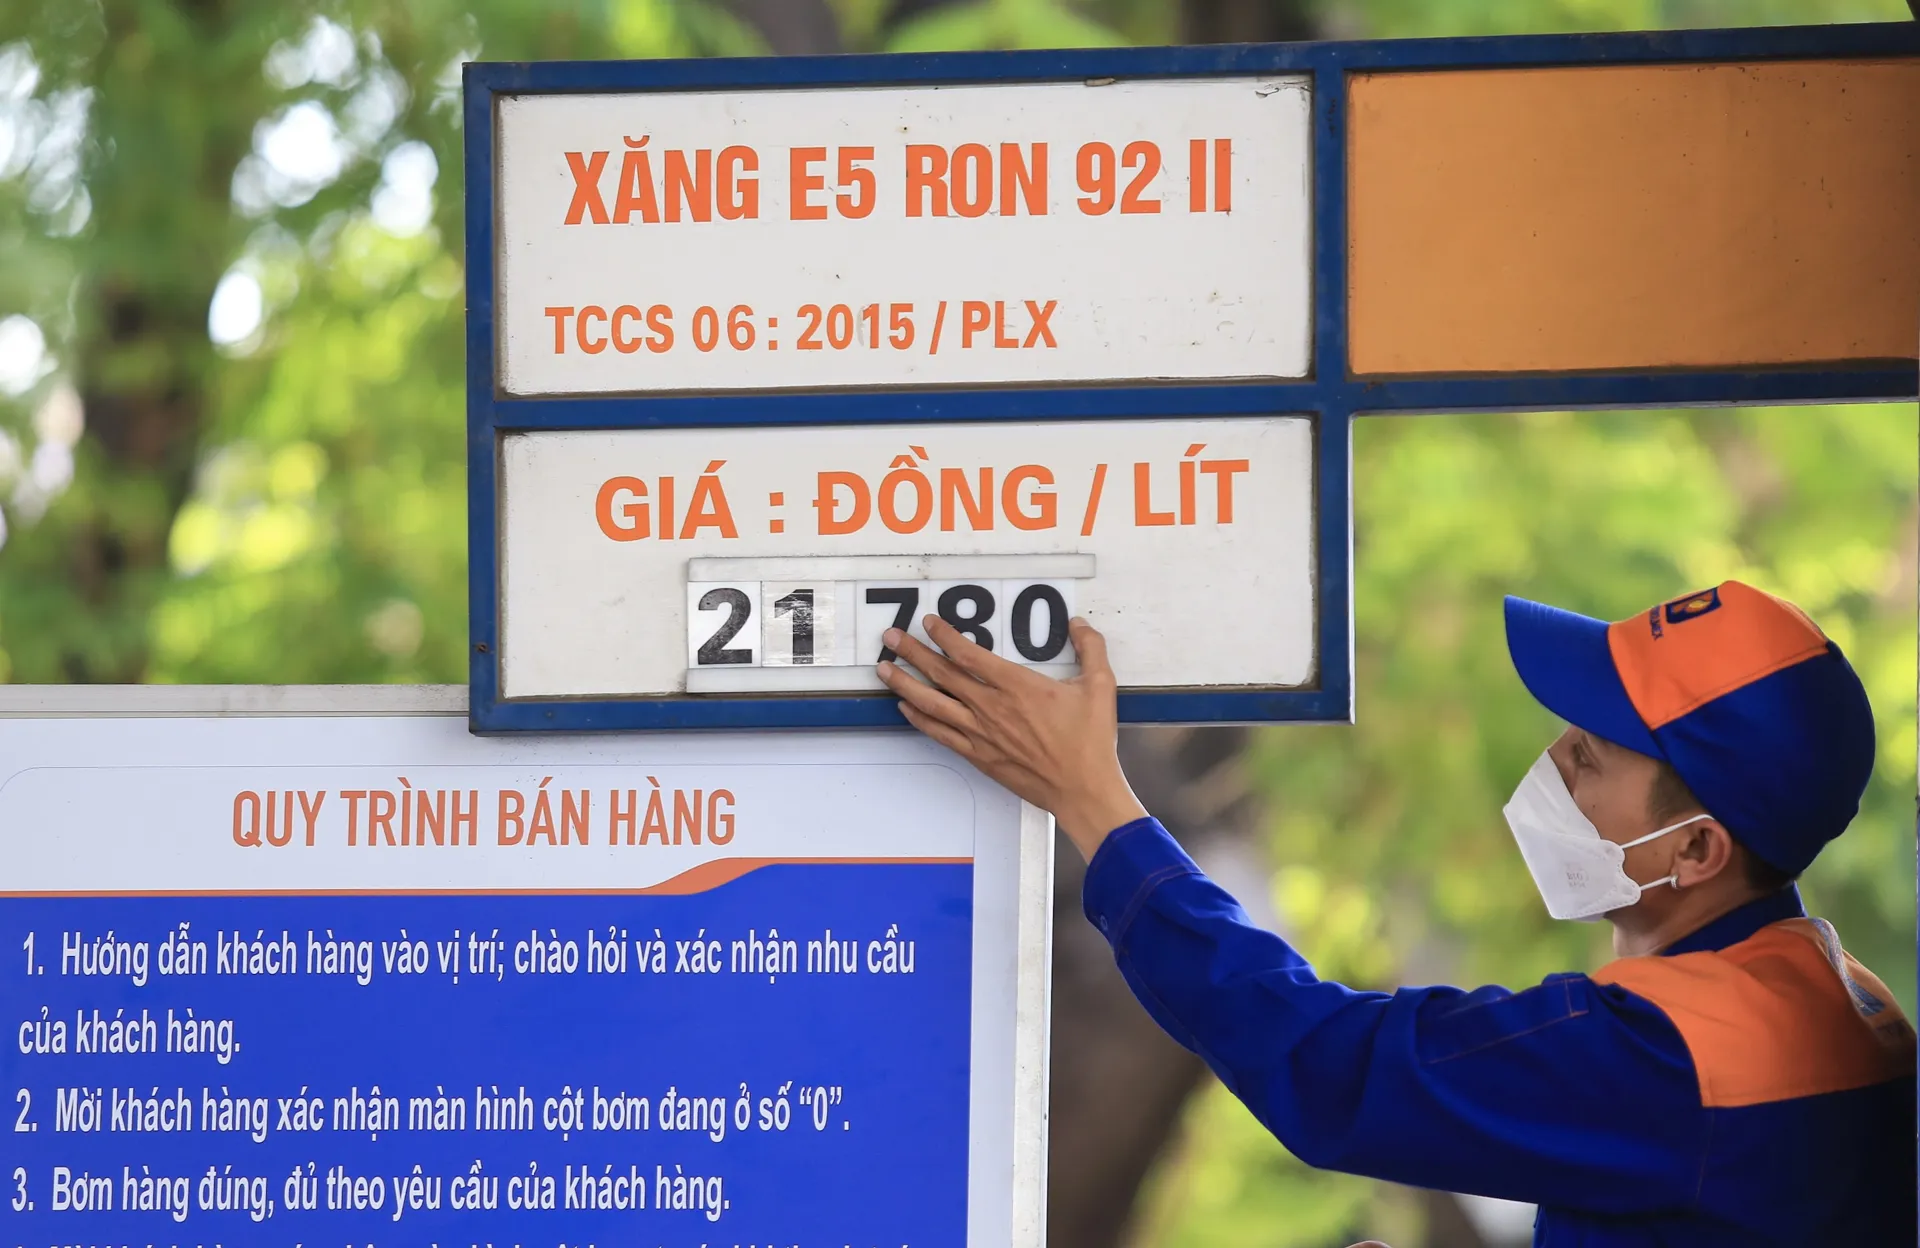 XĂNG E5 RON 92 II
TCCS 06 : 2015 / PLX
GIÁ : ĐỒNG / LÍT
21 780
QUY TRÌNH BÁN HÀNG
1. Hướng dẫn khách hàng vào vị trí; chào hỏi và xác nhận nhu cầu
của khách hàng.
2. Mời khách hàng xác nhận màn hình cột bơm đang ở số “0”.
3. Bơm hàng đúng, đủ theo yêu cầu của khách hàng.